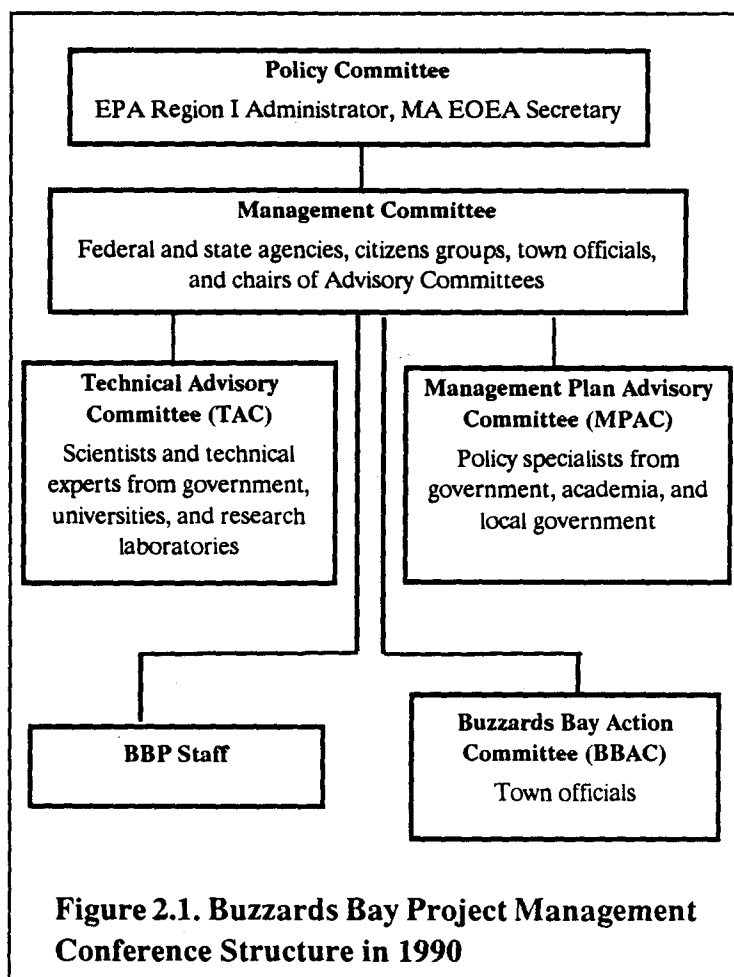 Policy Committee
EPA Region I Administrator, MA EOEA Secretary
Management Committee
Federal and state agencies, citizens groups, town officials,
and chairs of Advisory Committees
Technical Advisory
Committee (TAC)
Scientists and technical
experts from government,
universities, and research
laboratories
Management Plan Advisory
Committee (MPAC)
Policy specialists from
government, academia, and
local government
BBP Staff
Buzzards Bay Action
Committee (BBAC)
Town officials
Figure 2.1. Buzzards Bay Project Management
Conference Structure in 1990